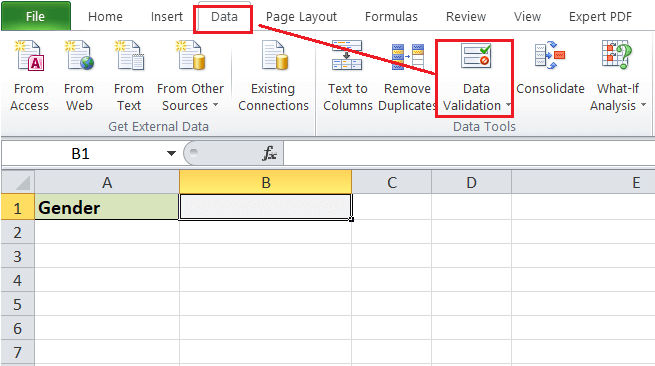 File Home Insert Data Page Layout Formulas Review View Expert PDF
From Access
From Web
From Text
From Other Sources
Existing Connections
Text to Columns
Remove Duplicates
Data Validation
Consolidate
What-If Analysis
Get External Data
Data Tools
B1 fx
A B C D E
1 Gender
2
3
4
5
6
7